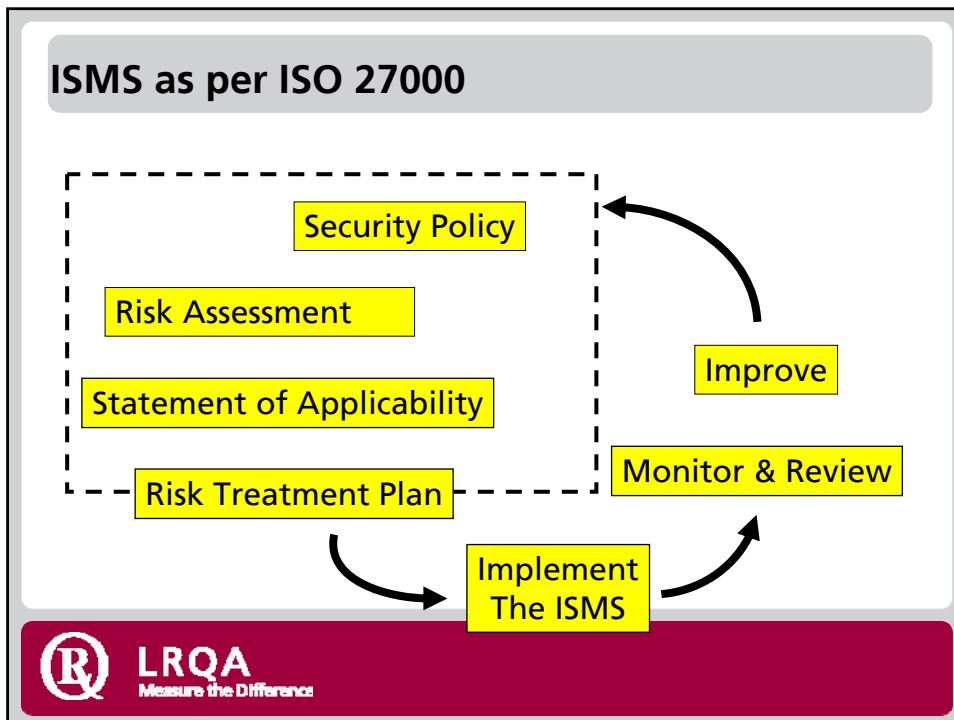 ISMS as per ISO 27000
Security Policy
Risk Assessment
Statement of Applicability
Risk Treatment Plan
Improve
Monitor & Review
Implement
The ISMS
LRQA
Measure the Difference